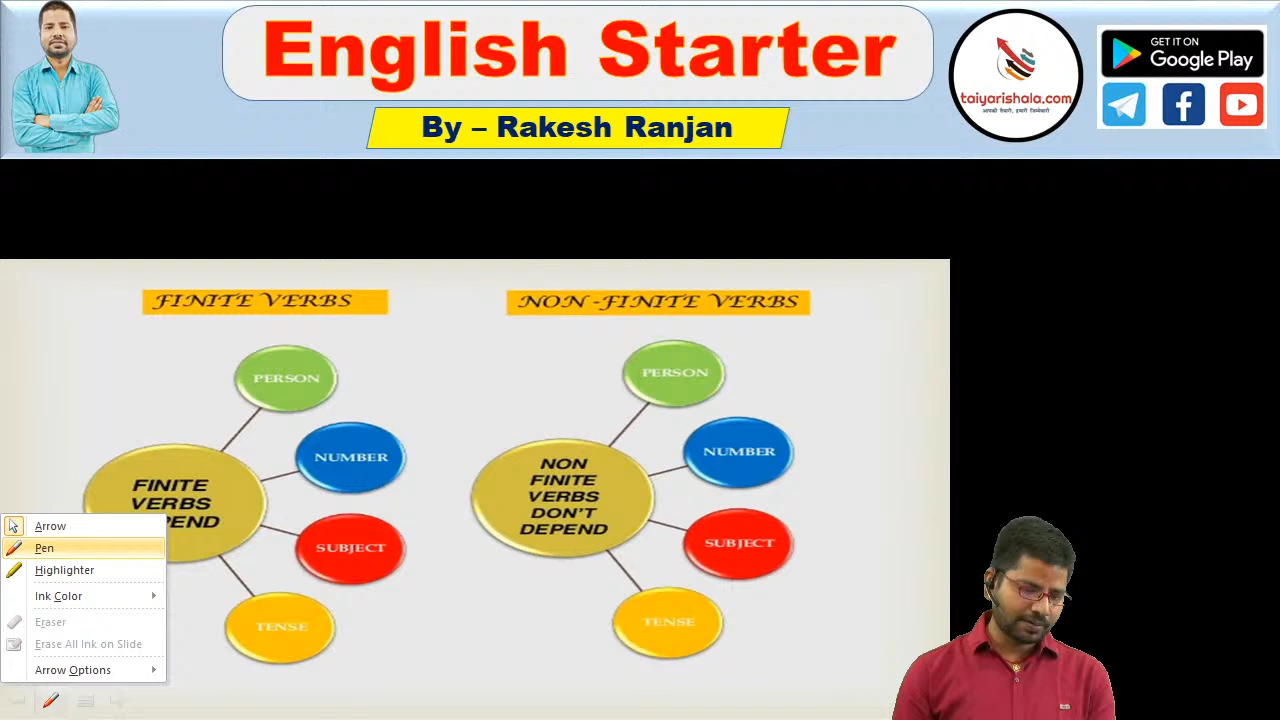 English Starter
By – Rakesh Ranjan
taiyarishala.com
आपकी तैयारी, हमारी जिम्मेदारी
GET IT ON
Google Play
FINITE VERBS
PERSON
NUMBER
FINITE
VERBS
PEND
SUBJECT
TENSE
NON -FINITE VERBS
PERSON
NUMBER
NON
FINITE
VERBS
DON'T
DEPEND
SUBJECT
TENSE
Arrow
Pen
Highlighter
Ink Color
Eraser
Erase All Ink on Slide
Arrow Options